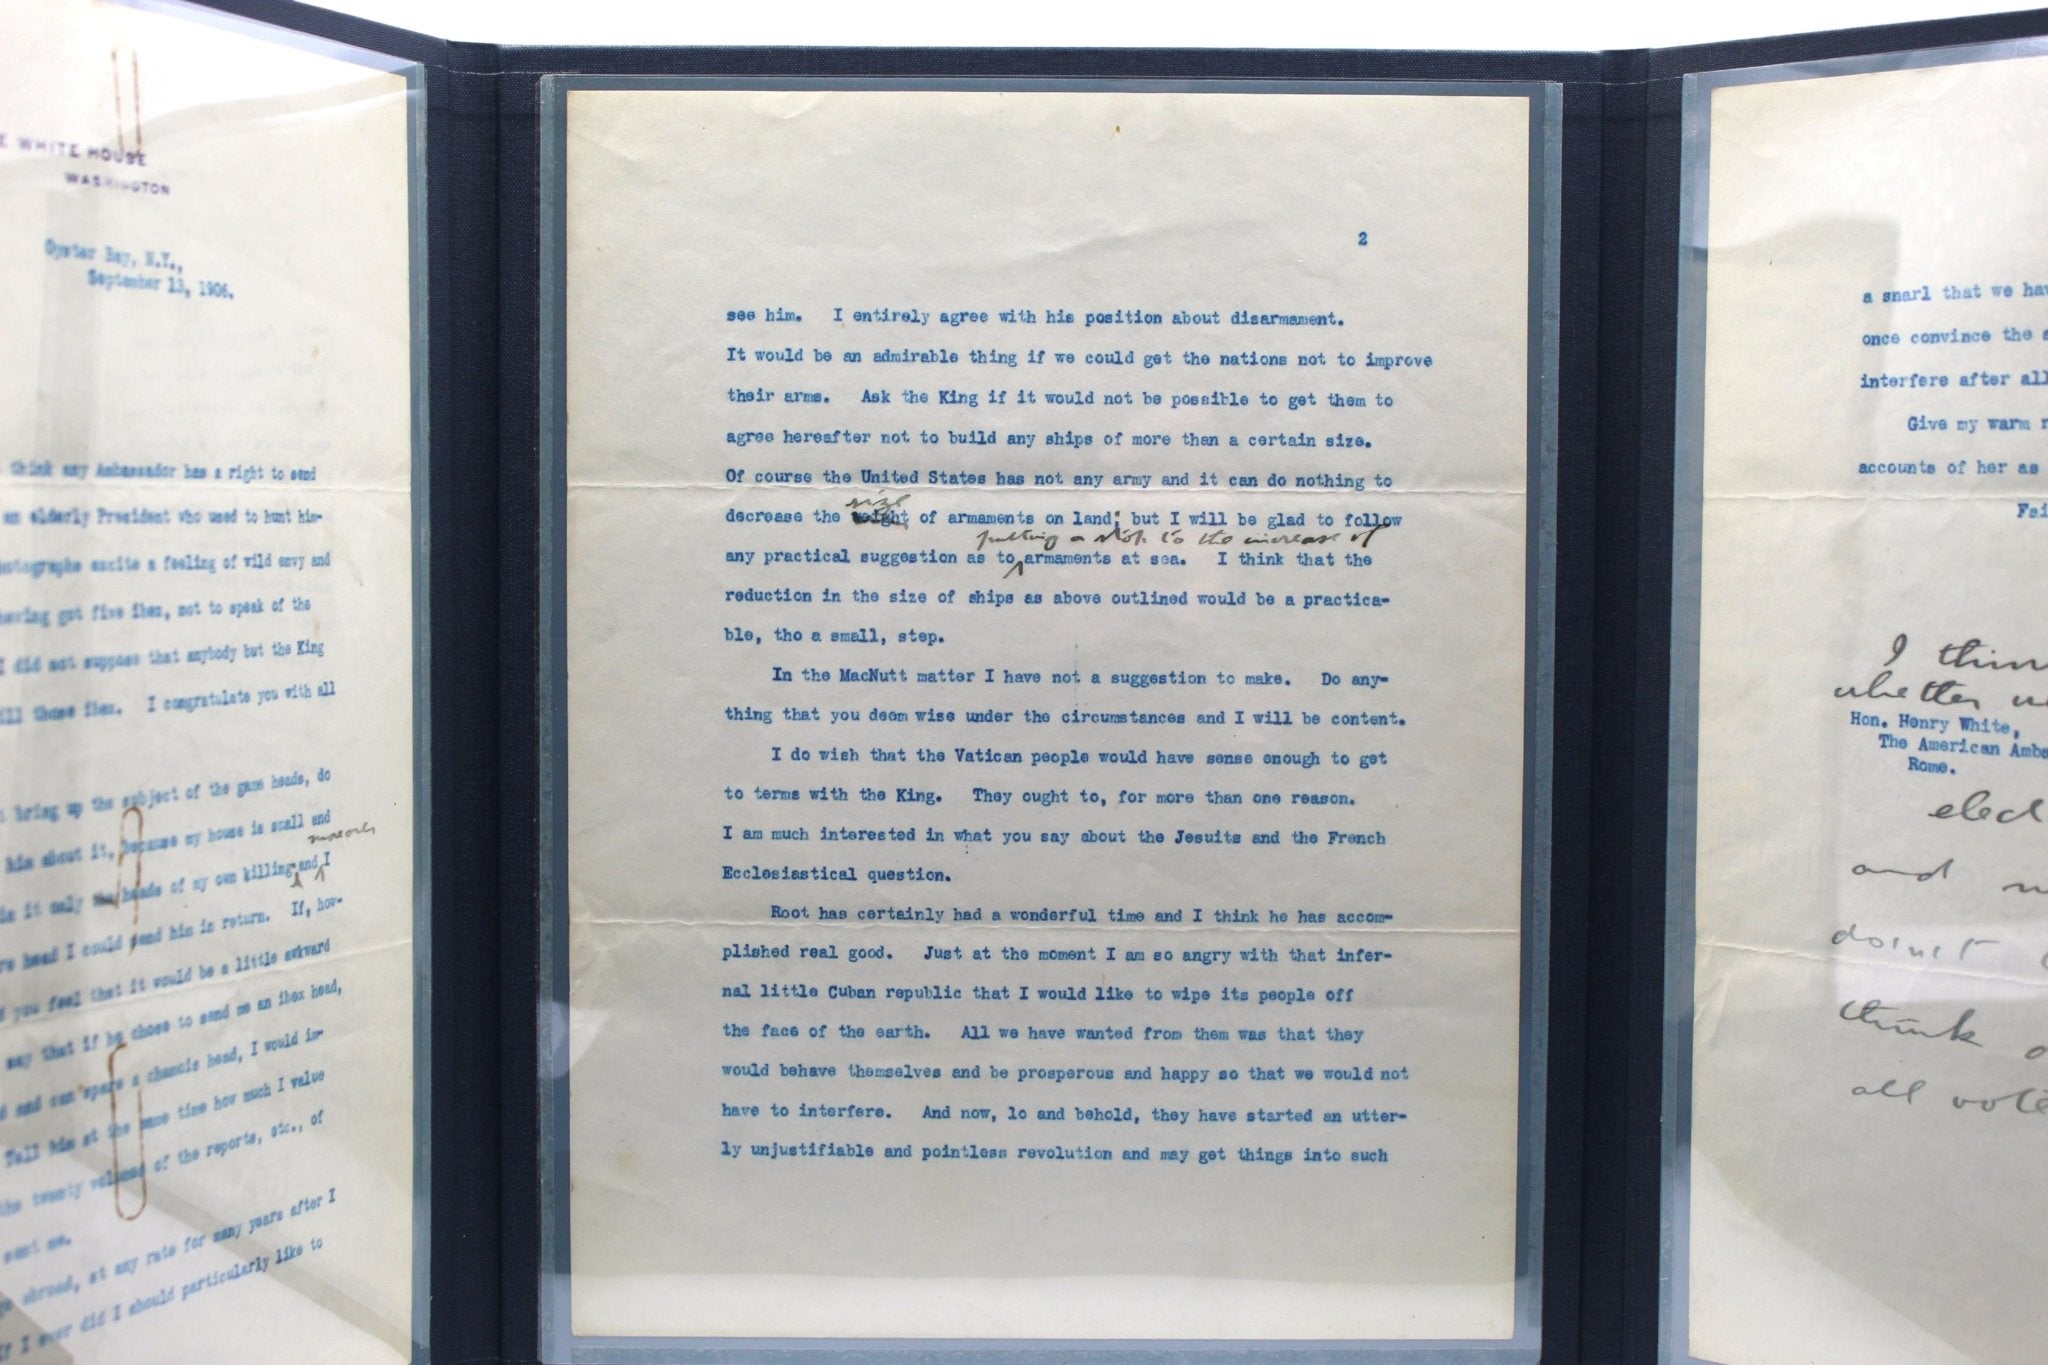 E WHITE HOUSE
WASHINGTON
Oyster Bay, N.Y.,
September 13, 1906.
think any Ambassador has a right to send
an elderly President who used to hunt him-
hotographs excite a feeling of wild envy and
having got five ibex, not to speak of the
I did not suppose that anybody but the King
ill those ibex. I congratulate you with all
bring up the subject of the game heads, do
him about it, because my house is small and
moreover
in it only the heads of my own killing and I
re head I could send him in return. If, how-
you feel that it would be a little awkward
say that if he chose to send me an ibex head,
and can spare a chamois head, I would im-
Tell him at the same time how much I value
the twenty volumes of the reports, etc., of
sent me.
abroad, at any rate for many years after I
If I ever did I should particularly like to
2
see him. I entirely agree with his position about disarmament.
It would be an admirable thing if we could get the nations not to improve
their arms. Ask the King if it would not be possible to get them to
agree hereafter not to build any ships of more than a certain size.
Of course the United States has not any army and it can do nothing to
size
decrease the weight of armaments on land; but I will be glad to follow
putting a stop to the increase of
any practical suggestion as to armaments at sea. I think that the
reduction in the size of ships as above outlined would be a practica-
ble, tho a small, step.
In the MacNutt matter I have not a suggestion to make. Do any-
thing that you deem wise under the circumstances and I will be content.
I do wish that the Vatican people would have sense enough to get
to terms with the King. They ought to, for more than one reason.
I am much interested in what you say about the Jesuits and the French
Ecclesiastical question.
Root has certainly had a wonderful time and I think he has accom-
plished real good. Just at the moment I am so angry with that infer-
nal little Cuban republic that I would like to wipe its people off
the face of the earth. All we have wanted from them was that they
would behave themselves and be prosperous and happy so that we would not
have to interfere. And now, lo and behold, they have started an utter-
ly unjustifiable and pointless revolution and may get things into such
a snarl that we hav
once convince the s
interfere after all
Give my warm r
accounts of her as
Fai
I thin
whether
Hon. Henry White,
The American Amba
Rome.
elect
and
doesn't
think
all vote